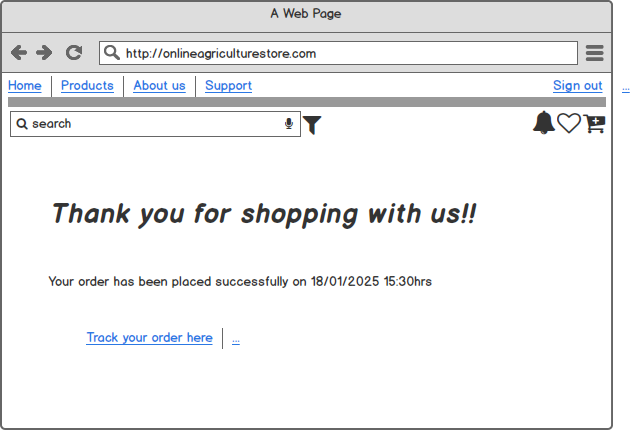 A Web Page
http://onlineagriculturestore.com
Home Products About us Support Sign out ...
search
Thank you for shopping with us!!
Your order has been placed successfully on 18/01/2025 15:30hrs
Track your order here ...